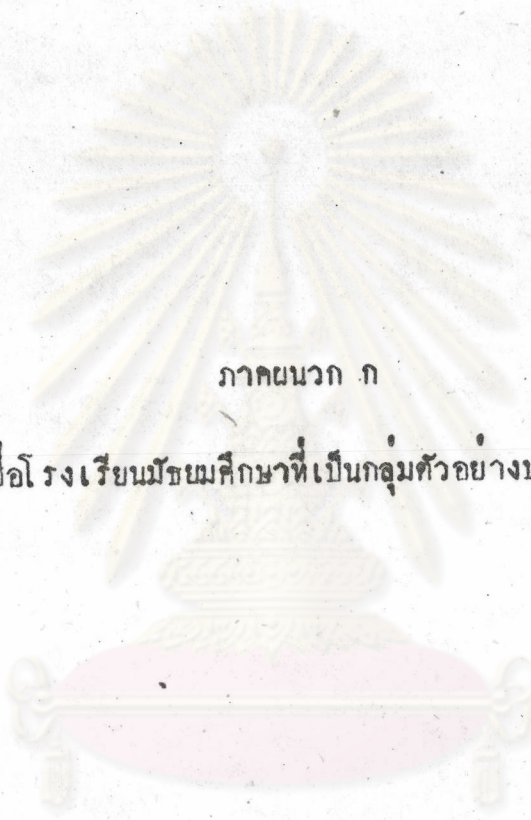 ภาคผนวก ก
ชื่อโรงเรียนมัธยมศึกษาที่เป็นกลุ่มตัวอย่าง